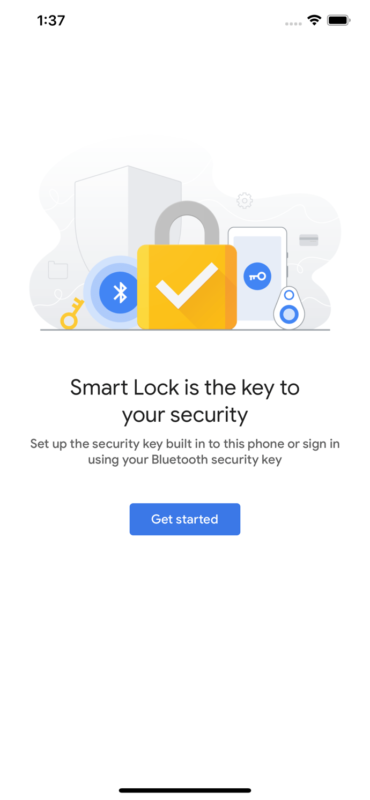 1:37
Smart Lock is the key to
your security
Set up the security key built in to this phone or sign in
using your Bluetooth security key
Get started